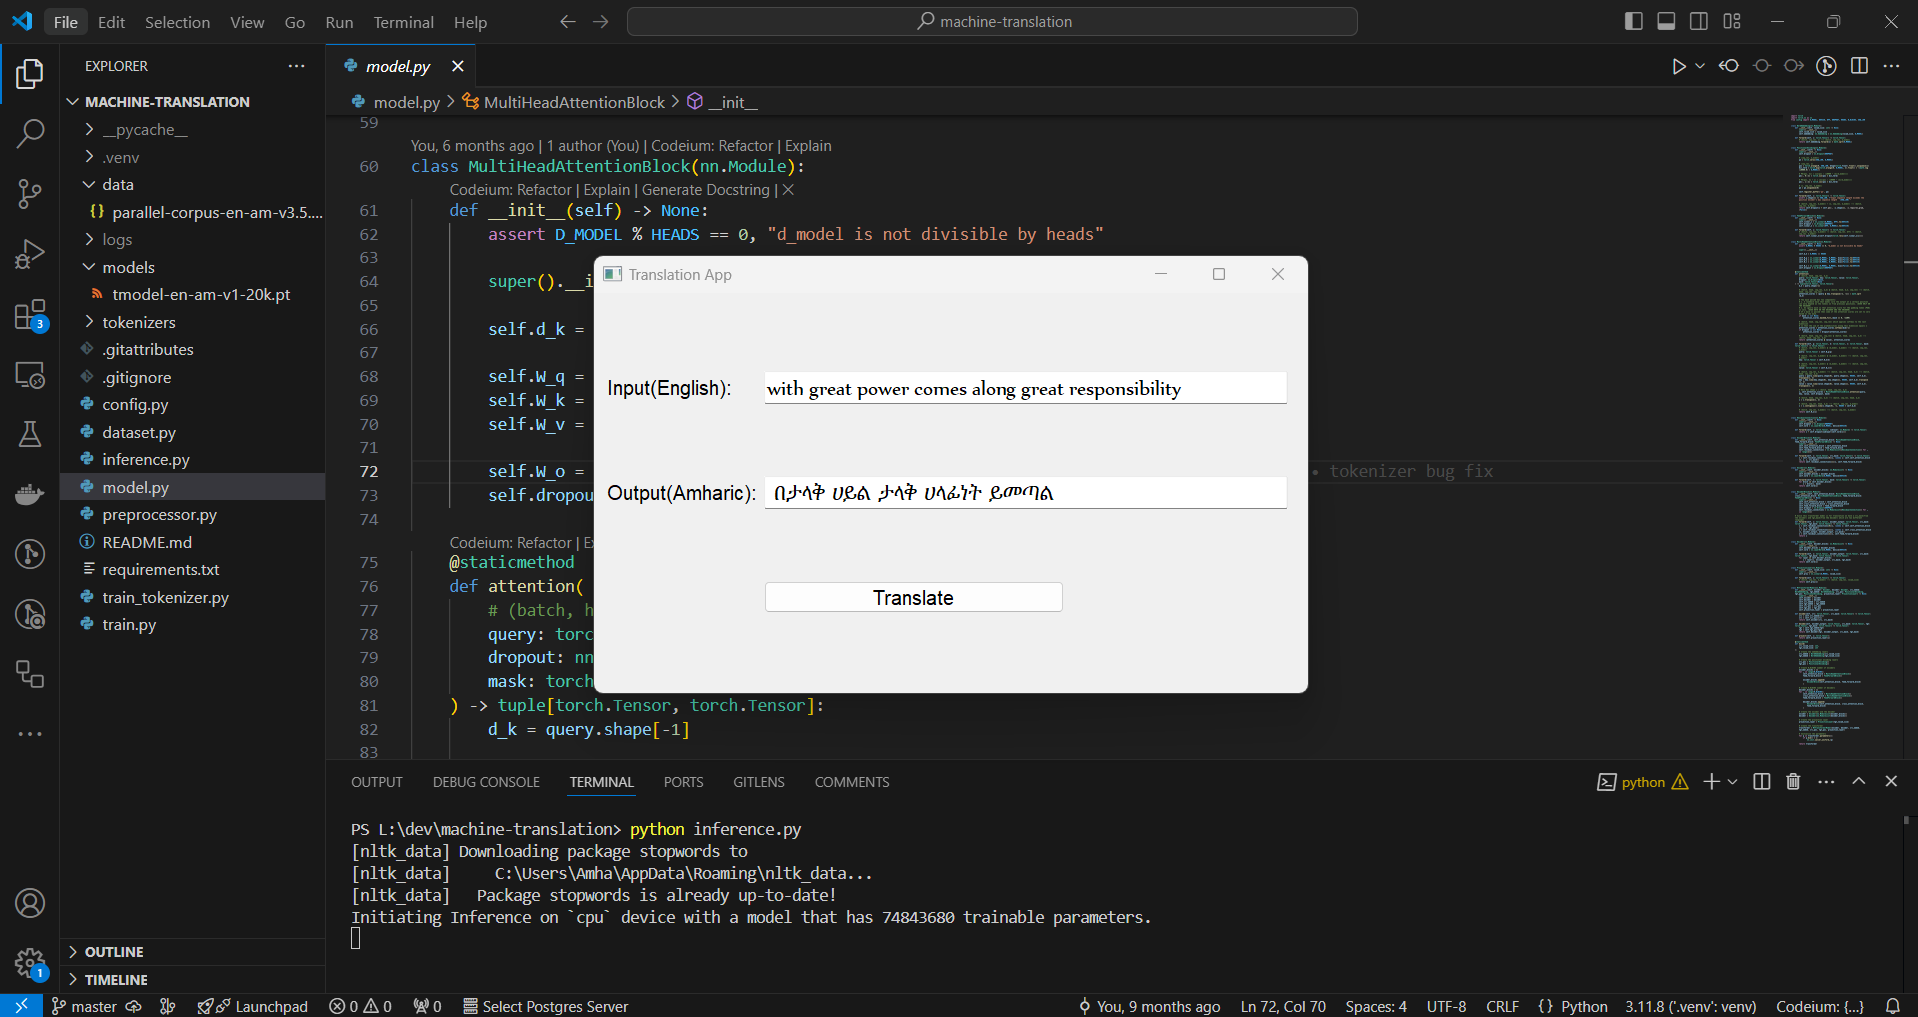 File Edit Selection View Go Run Terminal Help
machine-translation
EXPLORER
MACHINE-TRANSLATION
__pycache__
.venv
data
parallel-corpus-en-am-v3.5....
logs
models
tmodel-en-am-v1-20k.pt
tokenizers
.gitattributes
.gitignore
config.py
dataset.py
inference.py
model.py
preprocessor.py
README.md
requirements.txt
train_tokenizer.py
train.py
OUTLINE
TIMELINE
3
1
model.py
model.py > MultiHeadAttentionBlock > __init__
59
You, 6 months ago | 1 author (You) | Codeium: Refactor | Explain
60 class MultiHeadAttentionBlock(nn.Module):
Codeium: Refactor | Explain | Generate Docstring | X
61 def __init__(self) -> None:
62 assert D_MODEL % HEADS == 0, "d_model is not divisible by heads"
63
64 super().__i
65
66 self.d_k =
67
68 self.W_q =
69 self.W_k =
70 self.W_v =
71
72 self.W_o = • tokenizer bug fix
73 self.dropou
74
Codeium: Refactor | E
75 @staticmethod
76 def attention(
77 # (batch, h
78 query: torc
79 dropout: nn
80 mask: torch
81 ) -> tuple[torch.Tensor, torch.Tensor]:
82 d_k = query.shape[-1]
83
Translation App
Input(English): with great power comes along great responsibility
Output(Amharic): በታላቅ ሀይል ታላቅ ሀላፊነት ይመጣል
Translate
OUTPUT DEBUG CONSOLE TERMINAL PORTS GITLENS COMMENTS
python
PS L:\dev\machine-translation> python inference.py
[nltk_data] Downloading package stopwords to
[nltk_data] C:\Users\Amha\AppData\Roaming\nltk_data...
[nltk_data] Package stopwords is already up-to-date!
Initiating Inference on `cpu` device with a model that has 74843680 trainable parameters.
master Launchpad 0 0 0 Select Postgres Server You, 9 months ago Ln 72, Col 70 Spaces: 4 UTF-8 CRLF {} Python 3.11.8 ('.venv': venv) Codeium: {...}